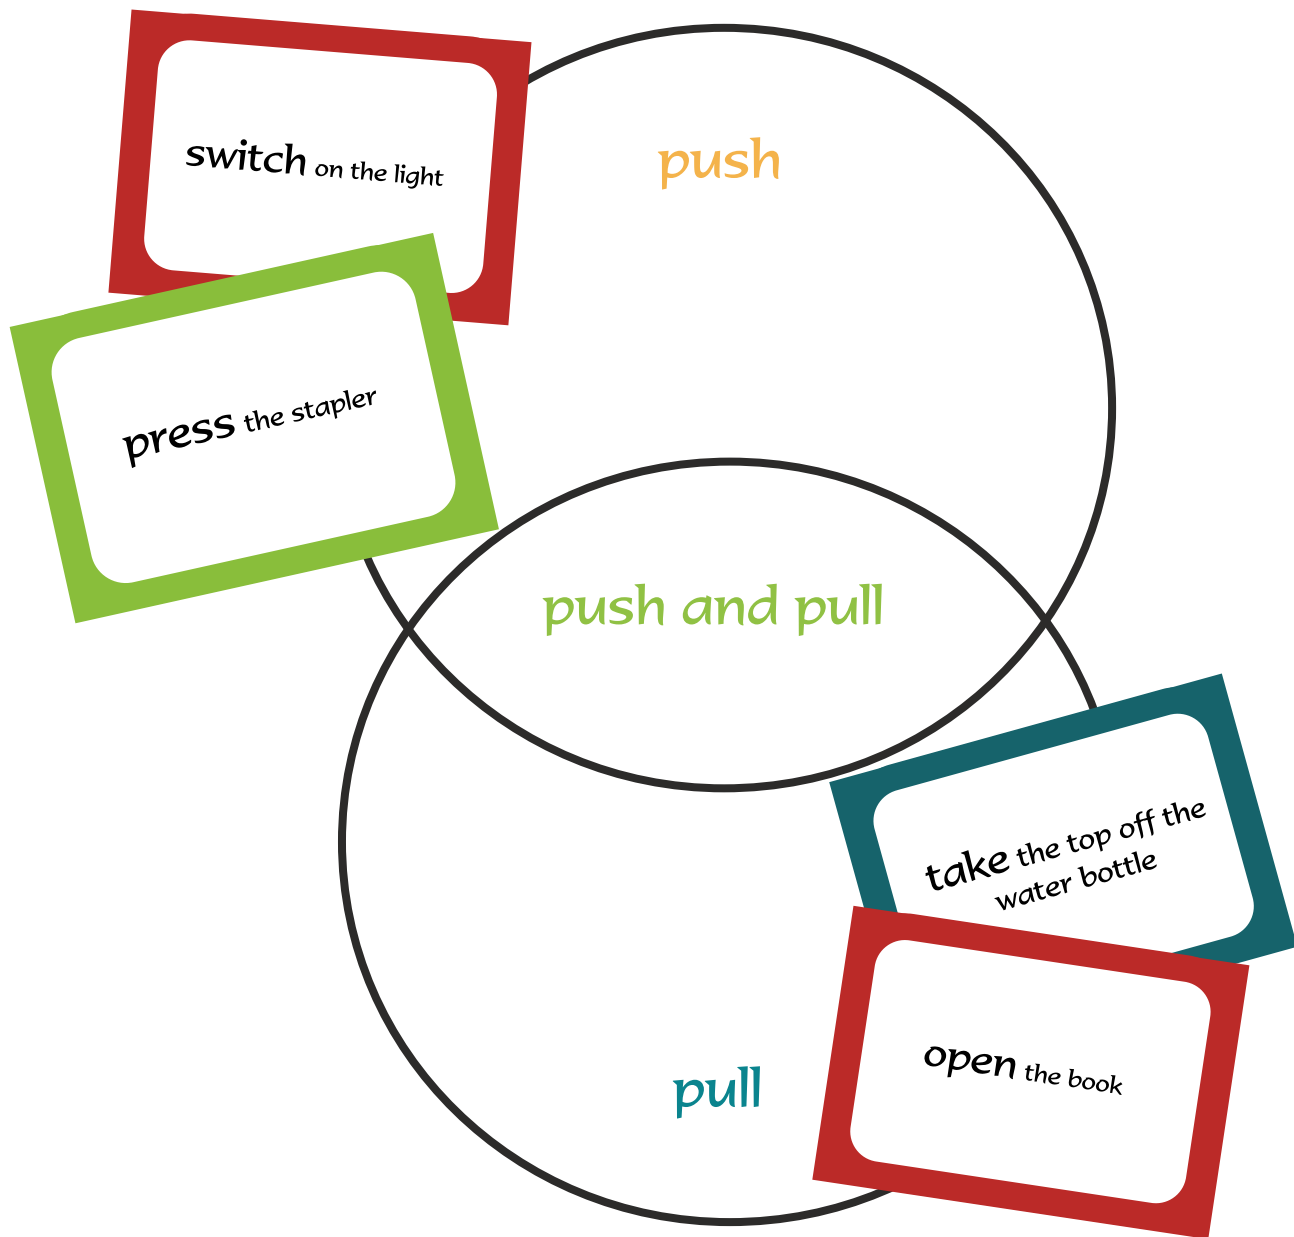 switch on the light
push
press the stapler
push and pull
take the top off the
water bottle
open the book
pull